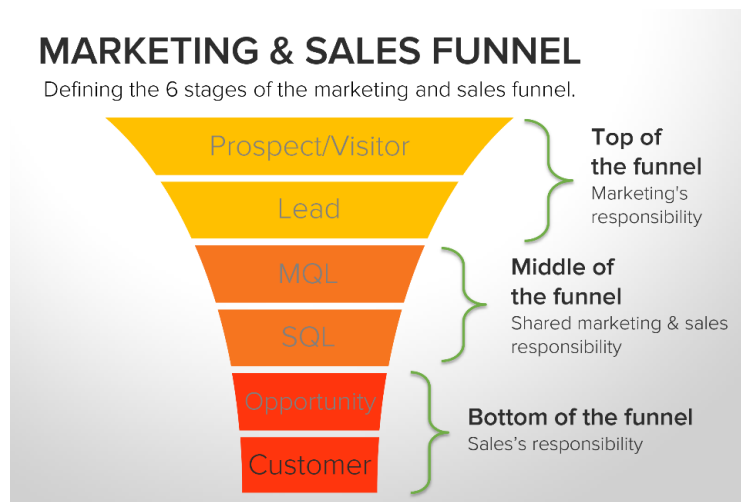 MARKETING & SALES FUNNEL
Defining the 6 stages of the marketing and sales funnel.
Prospect/Visitor
Lead
Top of
the funnel
Marketing's
responsibility
MQL
SQL
Middle of
the funnel
Shared marketing & sales
responsibility
Opportunity
Customer
Bottom of the funnel
Sales's responsibility